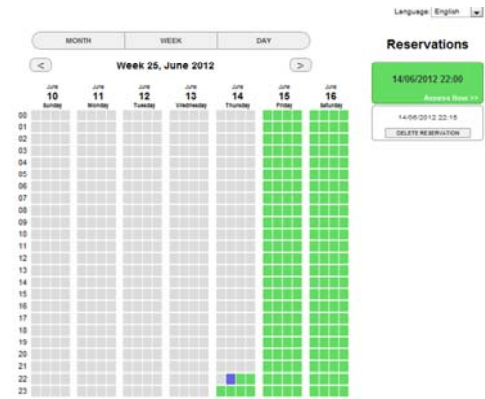 Language: English
MONTH WEEK DAY
Reservations
< Week 25, June 2012 >
14/06/2012 22:00
Access Now >>
14/06/2012 22:15
DELETE RESERVATION
June June June June June June June
10 11 12 13 14 15 16
Sunday Monday Tuesday Wednesday Thursday Friday Saturday
00
01
02
03
04
05
06
07
08
09
10
11
12
13
14
15
16
17
18
19
20
21
22
23